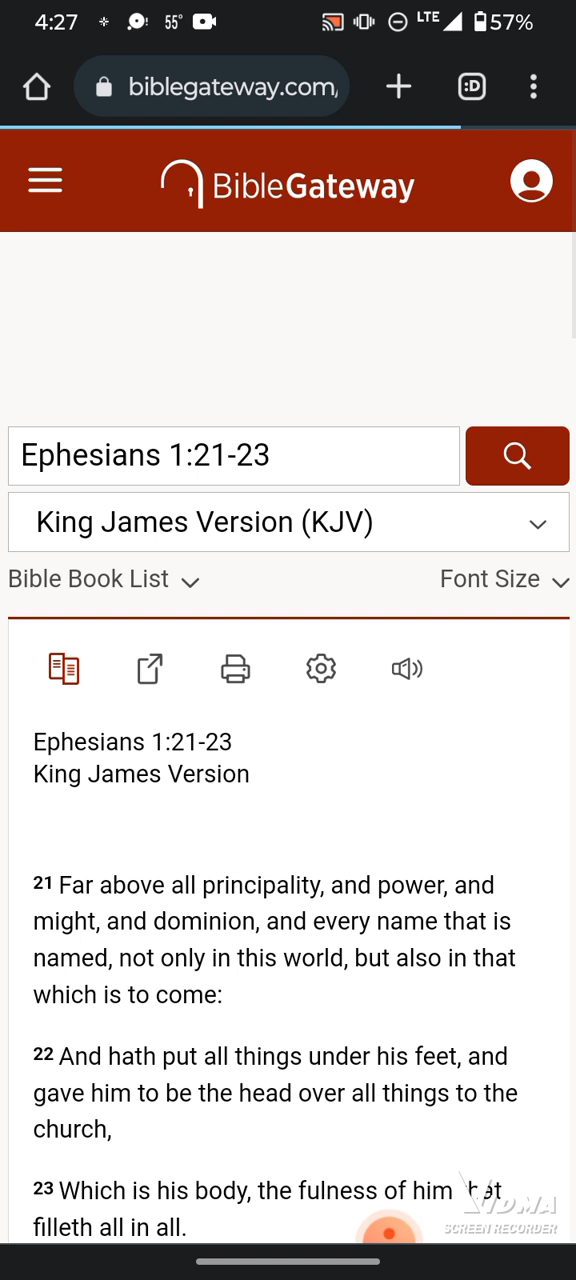 4:27 55° LTE 57%
biblegateway.com, :D
BibleGateway
Ephesians 1:21-23
King James Version (KJV)
Bible Book List Font Size
Ephesians 1:21-23
King James Version
21 Far above all principality, and power, and
might, and dominion, and every name that is
named, not only in this world, but also in that
which is to come:
22 And hath put all things under his feet, and
gave him to be the head over all things to the
church,
23 Which is his body, the fulness of him that
filleth all in all.
VIDMA
SCREEN RECORDER